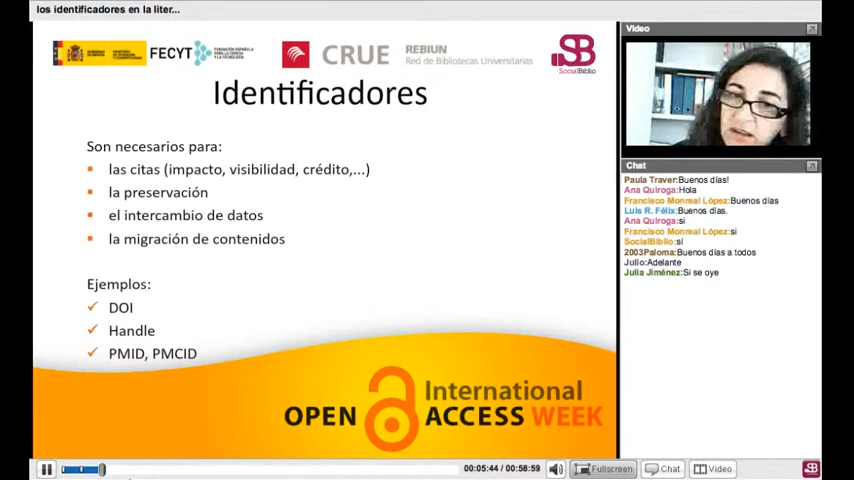 los identificadores en la liter...
FECYT
CRUE
REBIUN
Red de Bibliotecas Universitarias
SB
SocialBiblio
Identificadores
Son necesarios para:
las citas (impacto, visibilidad, crédito,...)
la preservación
el intercambio de datos
la migración de contenidos
Ejemplos:
DOI
Handle
PMID, PMCID
International
OPEN ACCESS WEEK
Video
Chat
Paula Traver:Buenos días!
Ana Quiroga:Hola
Francisco Monreal López:Buenos días
Luis R. Félix:Buenos días.
Ana Quiroga:si
Francisco Monreal López:si
SocialBiblio:sí
2003Paloma:Buenos días a todos
Julio:Adelante
Julia Jiménez:Si se oye
00:05:44 / 00:58:59
Fullscreen
Chat
Video